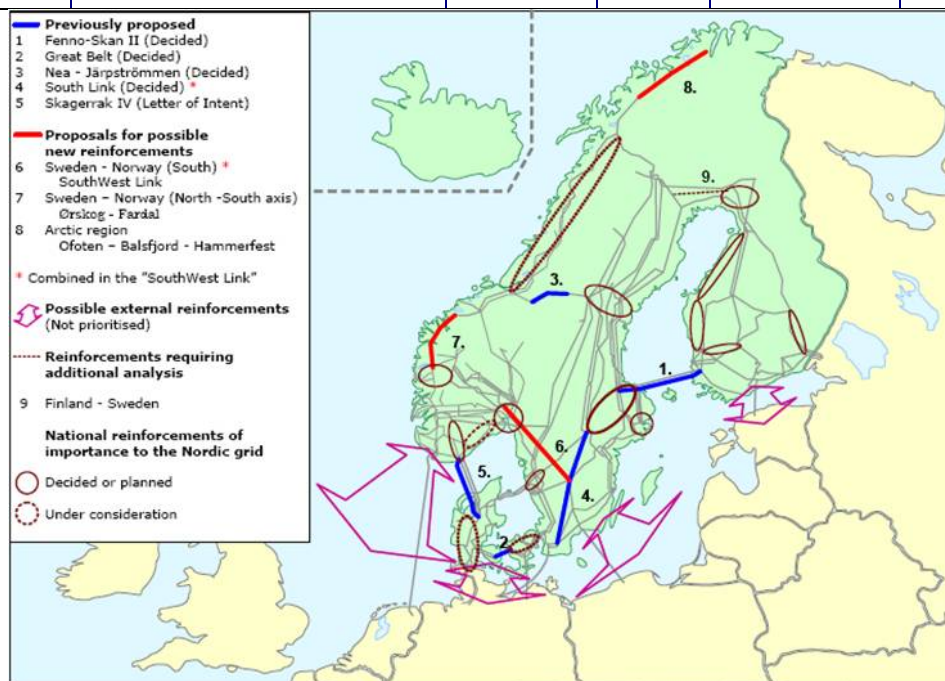 Previously proposed
1 Fenno-Skan II (Decided)
2 Great Belt (Decided)
3 Nea - Järpströmmen (Decided)
4 South Link (Decided) *
5 Skagerrak IV (Letter of Intent)
Proposals for possible
new reinforcements
6 Sweden - Norway (South) *
SouthWest Link
7 Sweden - Norway (North -South axis)
Ørskog - Fardal
8 Arctic region
Ofoten – Balsfjord - Hammerfest
* Combined in the "SouthWest Link"
Possible external reinforcements
(Not prioritised)
Reinforcements requiring
additional analysis
9 Finland - Sweden
National reinforcements of
importance to the Nordic grid
Decided or planned
Under consideration
8.
9.
3.
7.
1.
6.
5.
4.
2.